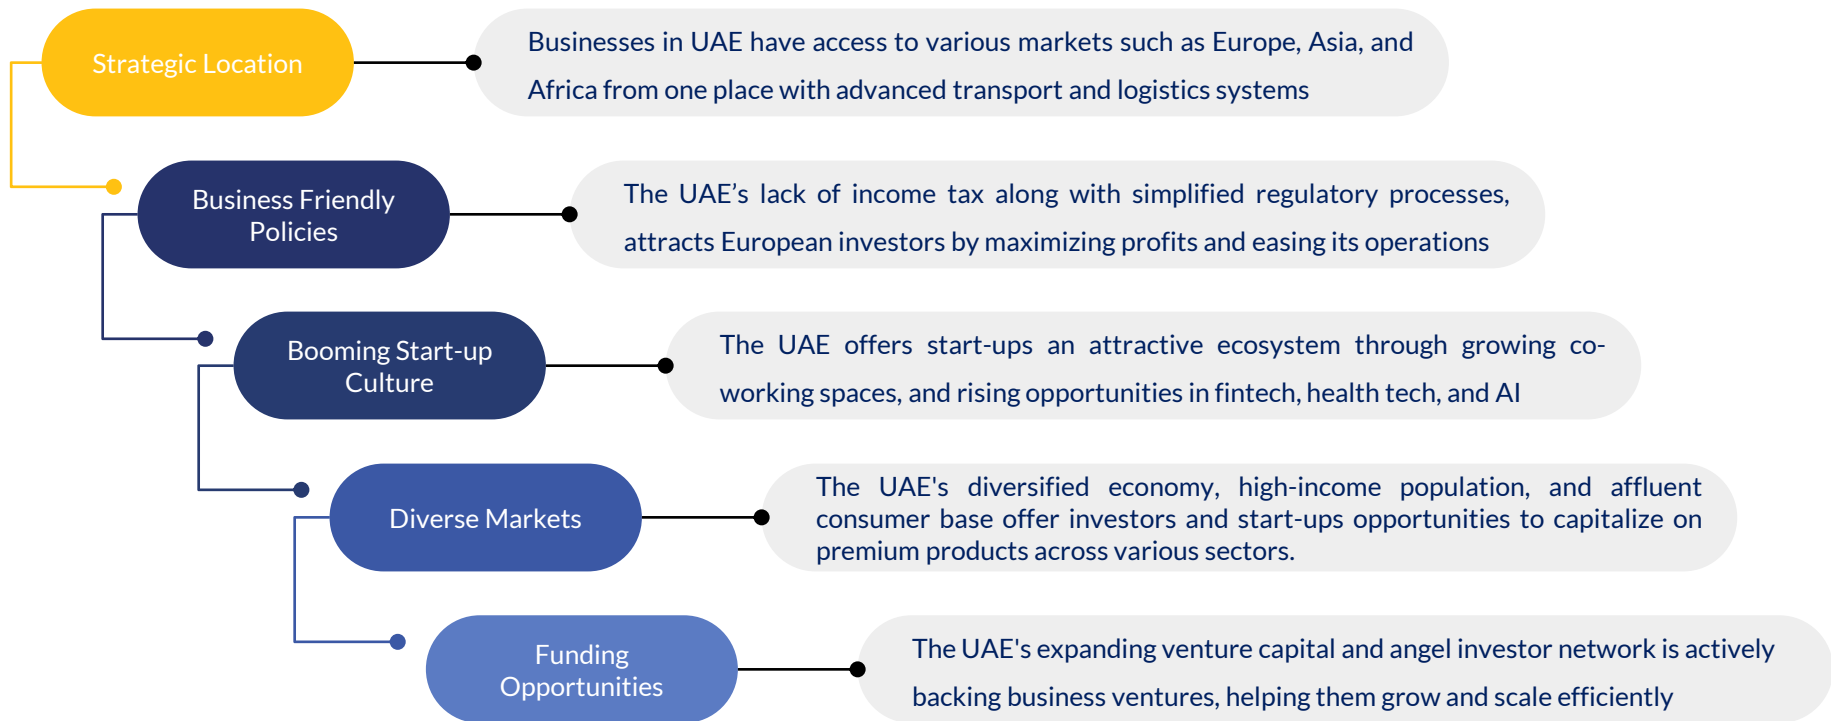 Strategic Location
Businesses in UAE have access to various markets such as Europe, Asia, and
Africa from one place with advanced transport and logistics systems
Business Friendly
Policies
The UAE’s lack of income tax along with simplified regulatory processes,
attracts European investors by maximizing profits and easing its operations
Booming Start-up
Culture
The UAE offers start-ups an attractive ecosystem through growing co-
working spaces, and rising opportunities in fintech, health tech, and AI
Diverse Markets
The UAE's diversified economy, high-income population, and affluent
consumer base offer investors and start-ups opportunities to capitalize on
premium products across various sectors.
Funding
Opportunities
The UAE's expanding venture capital and angel investor network is actively
backing business ventures, helping them grow and scale efficiently